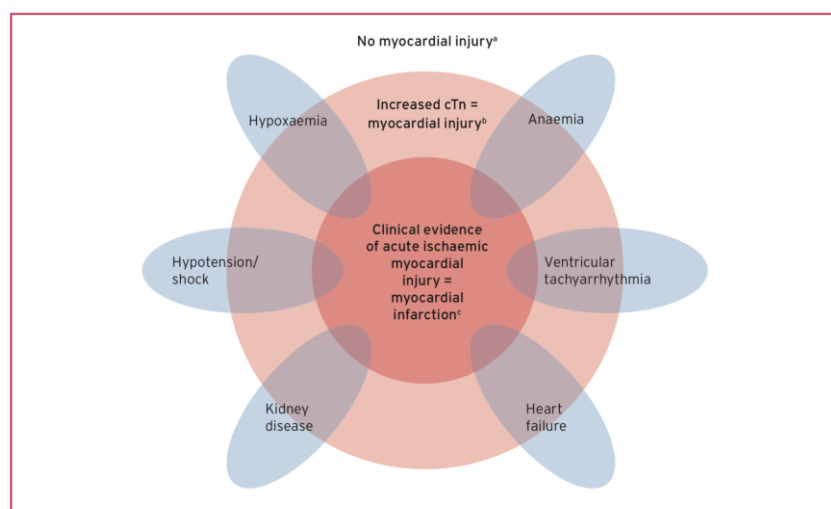 No myocardial injuryᵃ
Increased cTn =
myocardial injuryᵇ
Hypoxaemia
Anaemia
Clinical evidence
of acute ischaemic
myocardial
injury =
myocardial
infarctionᶜ
Hypotension/
shock
Ventricular
tachyarrhythmia
Kidney
disease
Heart
failure